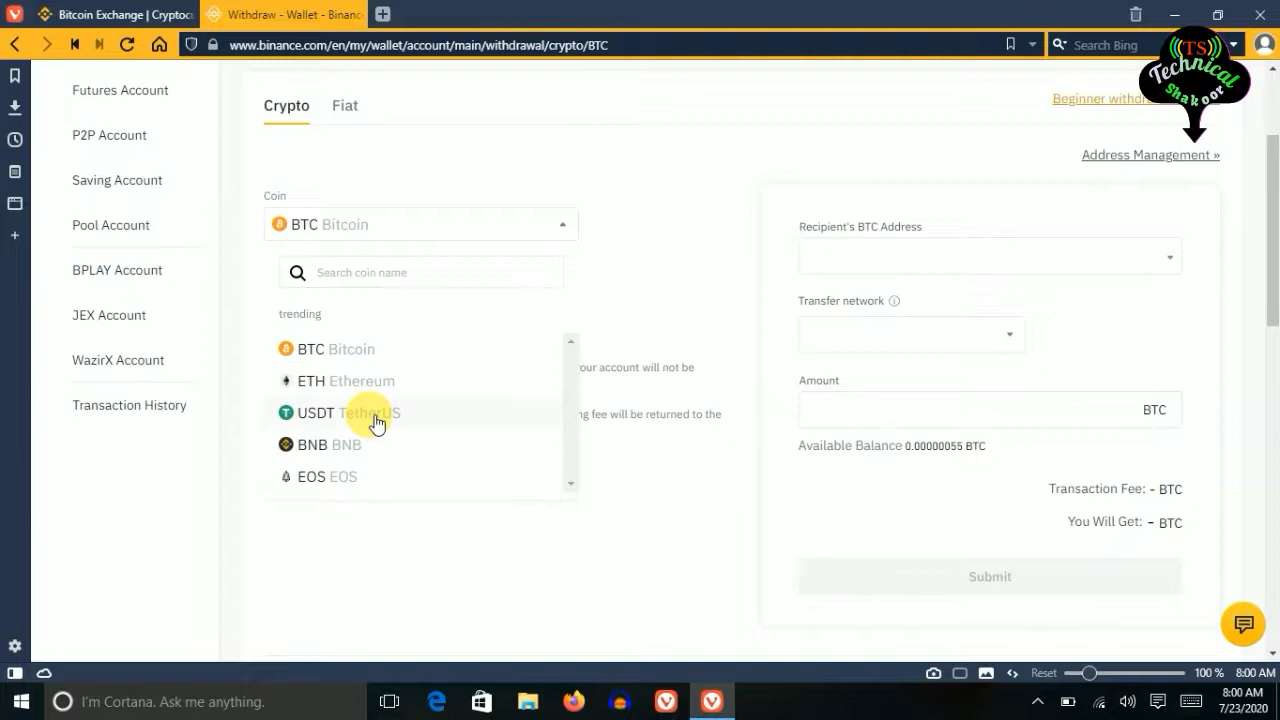 Bitcoin Exchange | Cryptocu
Withdraw - Wallet - Binanc
www.binance.com/en/my/wallet/account/main/withdrawal/crypto/BTC
Search Bing
TS
Technical
Shakoor
Futures Account
P2P Account
Saving Account
Pool Account
BPLAY Account
JEX Account
WazirX Account
Transaction History
Crypto
Fiat
Beginner withd
Address Management »
Coin
BTC Bitcoin
Search coin name
trending
BTC Bitcoin
ETH Ethereum
USDT TetherUS
BNB BNB
EOS EOS
our account will not be
g fee will be returned to the
Recipient's BTC Address
Transfer network
Amount
BTC
Available Balance 0.00000055 BTC
Transaction Fee: - BTC
You Will Get: - BTC
Submit
Reset
100 %
8:00 AM
I'm Cortana. Ask me anything.
8:00 AM
7/23/2020